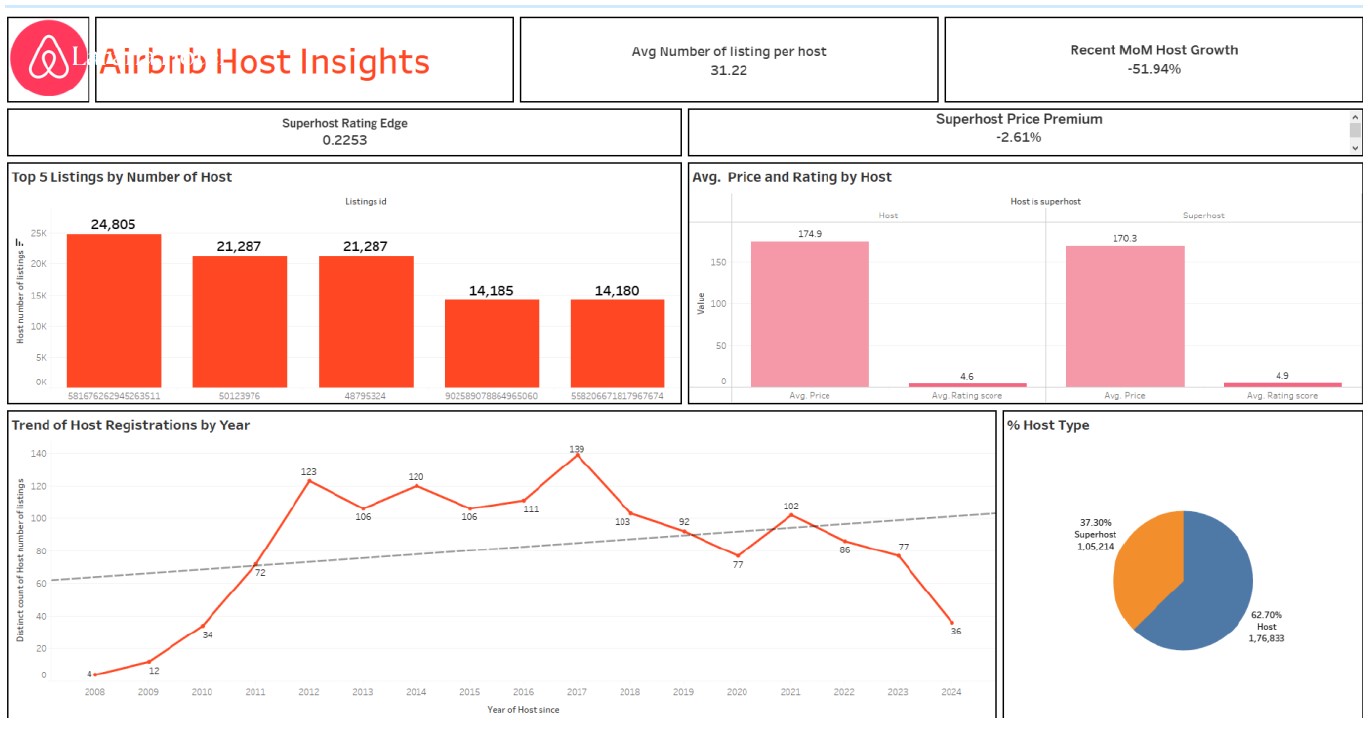 Airbnb Host Insights
Avg Number of listing per host
31.22
Recent MoM Host Growth
-51.94%
Superhost Rating Edge
0.2253
Superhost Price Premium
-2.61%
Top 5 Listings by Number of Host
Listings id
Host number of listings
25K
20K
15K
10K
5K
0K
24,805
21,287
21,287
14,185
14,180
581676262945263511
50123976
48795324
902589078864965060
558206671817967674
Avg. Price and Rating by Host
Host is superhost
Host
Superhost
Value
150
100
50
0
174.9
4.6
170.3
4.9
Avg. Price
Avg. Rating score
Avg. Price
Avg. Rating score
Trend of Host Registrations by Year
Distinct count of Host number of listings
140
120
100
80
60
40
20
0
4
12
34
72
123
106
120
106
111
139
103
92
77
102
86
77
36
2008
2009
2010
2011
2012
2013
2014
2015
2016
2017
2018
2019
2020
2021
2022
2023
2024
Year of Host since
% Host Type
37.30%
Superhost
1,05,214
62.70%
Host
1,76,833